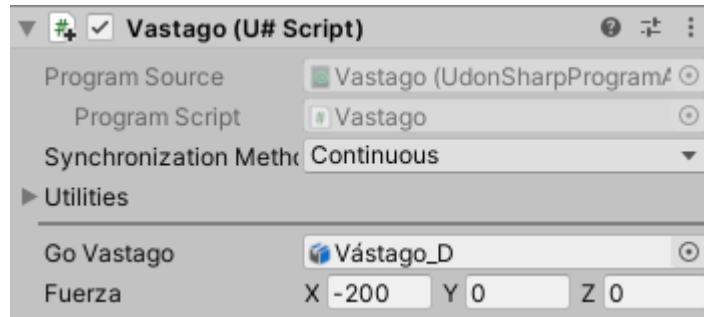 Vastago (U# Script)
Program Source Vastago (UdonSharpProgramA
Program Script Vastago
Synchronization Metho Continuous
Utilities
Go Vastago Vástago_D
Fuerza X -200 Y 0 Z 0